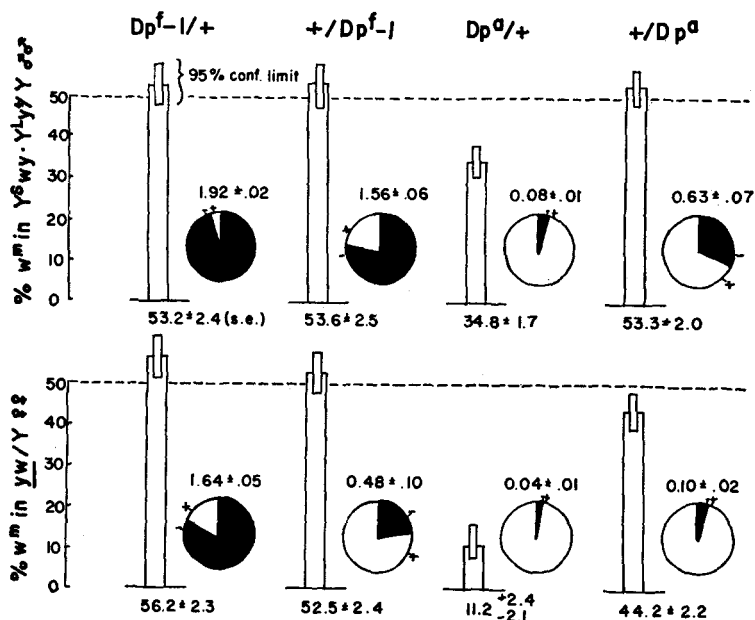 Dpᶠ-1/+ +/Dpᶠ-1 Dpᵃ/+ +/Dpᵃ
95% conf. limit
% wᵐ in YˢWy·Yᴸy/Y ♂♂
50
40
30
20
10
0
1.92 ± .02 1.56 ± .06 0.08 ± .01 0.63 ± .07
- + + - + - +
53.2 ± 2.4 (s.e.) 53.6 ± 2.5 34.8 ± 1.7 53.3 ± 2.0
% wᵐ in yw/Y ♀♀
50
40
30
20
10
0
1.64 ± .05 0.48 ± .10 0.04 ± .01 0.10 ± .02
+ - - + + +
56.2 ± 2.3 52.5 ± 2.4 11.2 +2.4 -2.1 44.2 ± 2.2